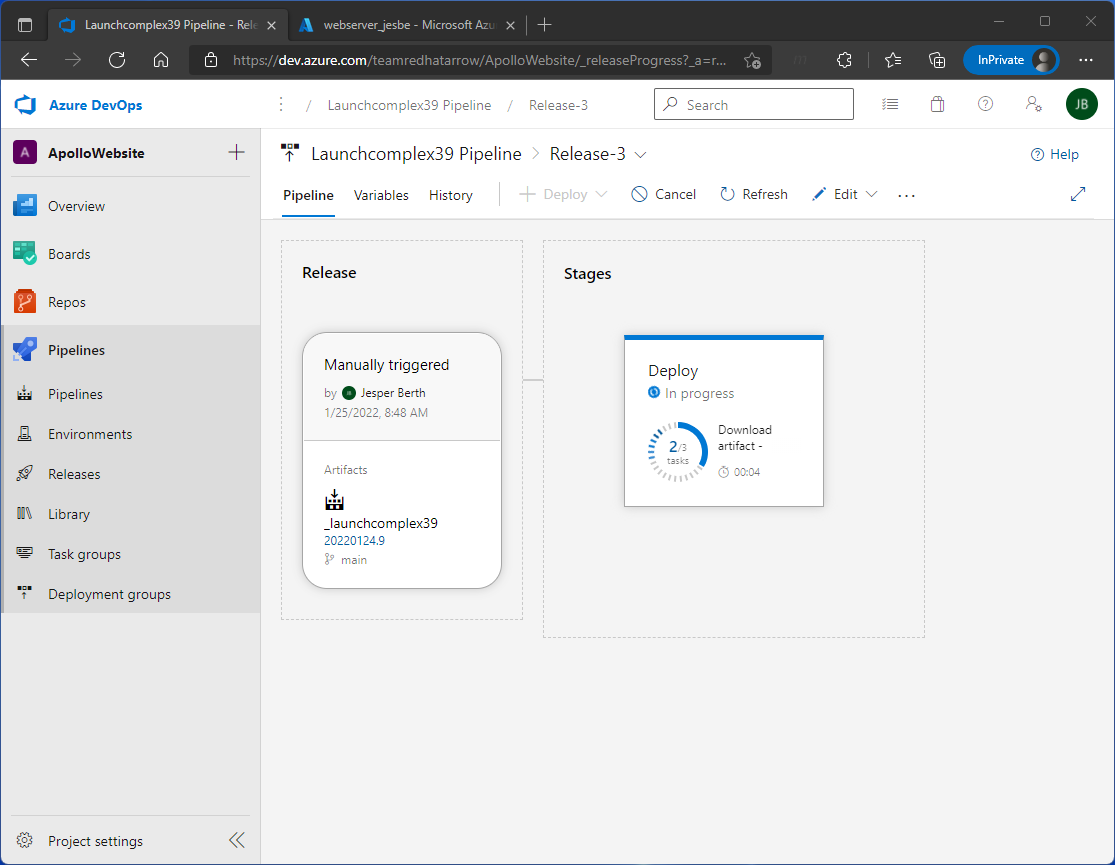 Launchcomplex39 Pipeline - Rele
webserver_jesbe - Microsoft Azu
https://dev.azure.com/teamredhatarrow/ApolloWebsite/_releaseProgress?_a=r...
InPrivate
Azure DevOps
/ Launchcomplex39 Pipeline / Release-3
Search
JB
A ApolloWebsite
Launchcomplex39 Pipeline > Release-3
Help
Pipeline Variables History Deploy Cancel Refresh Edit ...
Overview
Boards
Repos
Pipelines
Pipelines
Environments
Releases
Library
Task groups
Deployment groups
Project settings
Release
Manually triggered
by Jesper Berth
1/25/2022, 8:48 AM
Artifacts
_launchcomplex39
20220124.9
main
Stages
Deploy
In progress
2/3
tasks
Download
artifact -
00:04